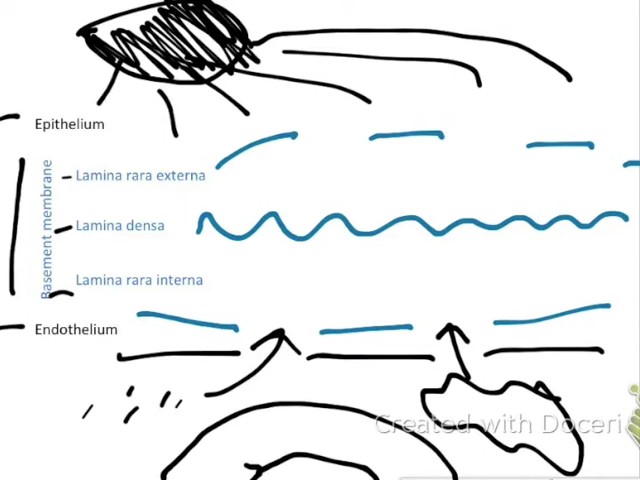 Epithelium
Basement membrane
Lamina rara externa
Lamina densa
Lamina rara interna
Endothelium
Created with Doceri